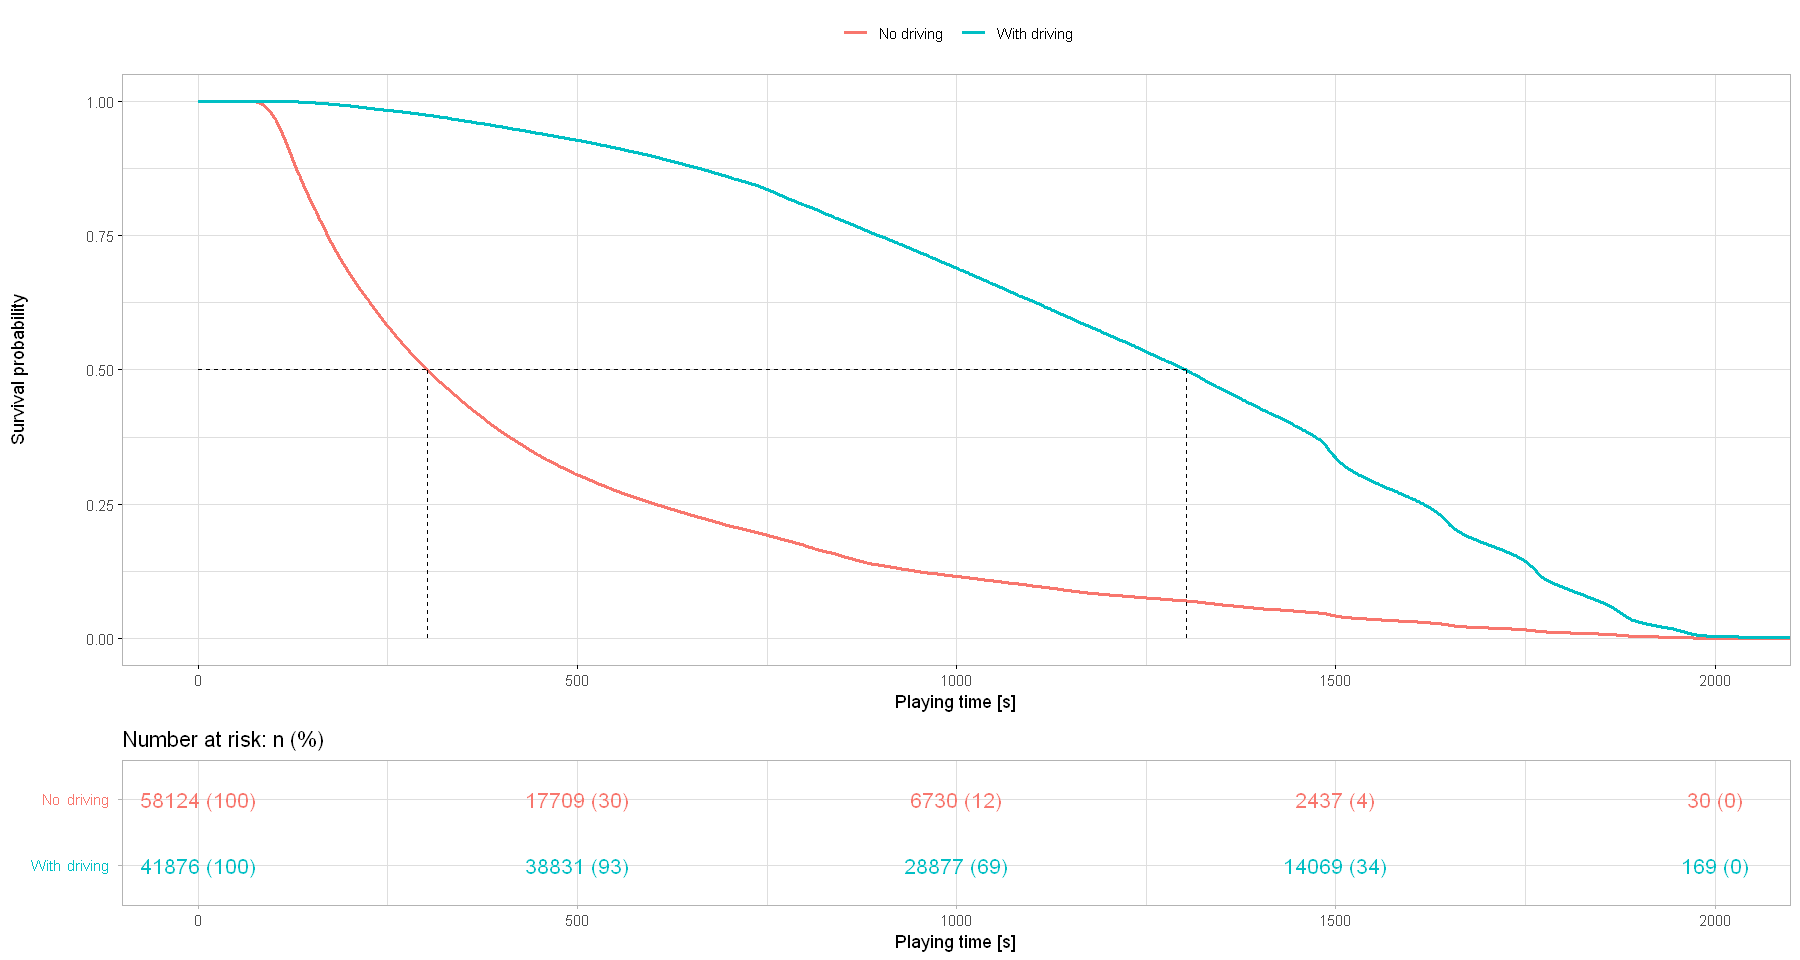 No driving With driving
1.00
0.75
0.50
0.25
0.00
Survival probability
0 500 1000 1500 2000
Playing time [s]
Number at risk: n (%)
No driving 58124 (100) 17709 (30) 6730 (12) 2437 (4) 30 (0)
With driving 41876 (100) 38831 (93) 28877 (69) 14069 (34) 169 (0)
0 500 1000 1500 2000
Playing time [s]